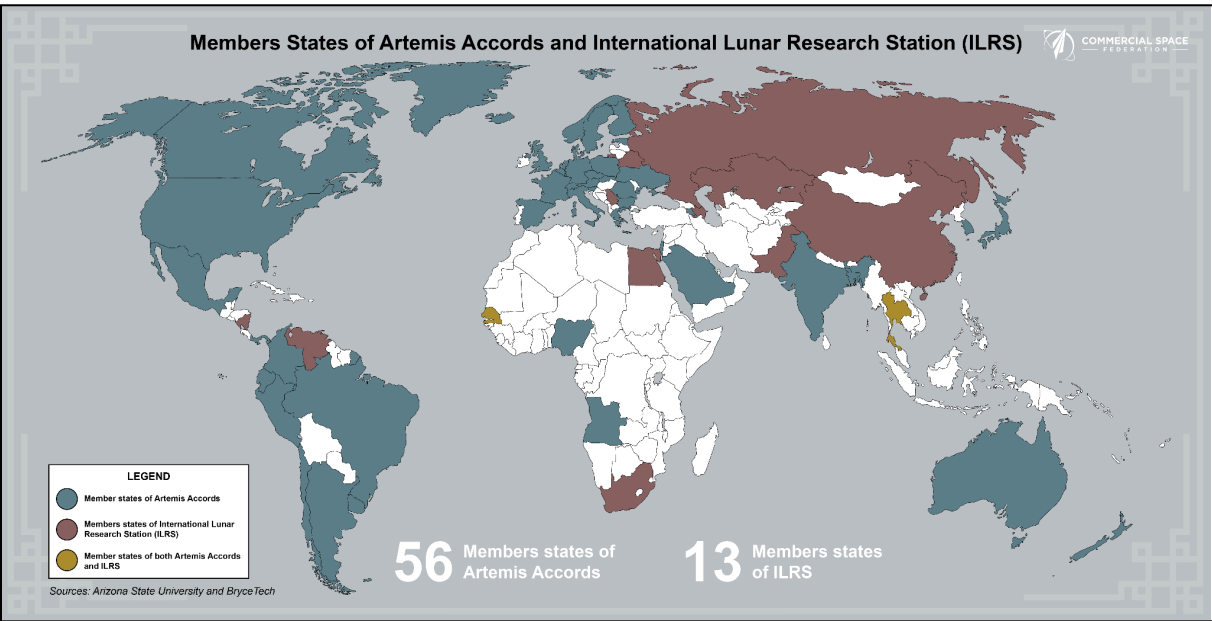 Members States of Artemis Accords and International Lunar Research Station (ILRS)
COMMERCIAL SPACE
FEDERATION
LEGEND
Member states of Artemis Accords
Members states of International Lunar
Research Station (ILRS)
Member states of both Artemis Accords
and ILRS
56 Members states of
Artemis Accords
13 Members states
of ILRS
Sources: Arizona State University and BryceTech